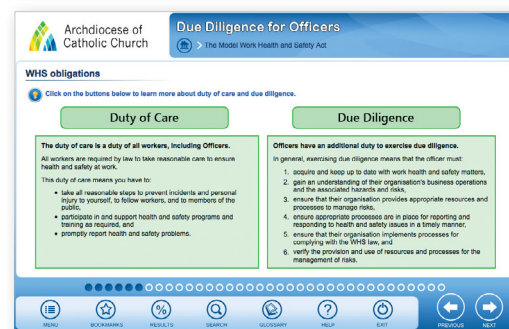 Archdiocese of
Catholic Church
Due Diligence for Officers
> The Model Work Health and Safety Act
WHS obligations
Click on the buttons below to learn more about duty of care and due diligence.
Duty of Care
The duty of care is a duty of all workers, including Officers.
All workers are required by law to take reasonable care to ensure
health and safety at work.
This duty of care means you have to:
• take all reasonable steps to prevent incidents and personal
injury to yourself, to fellow workers, and to members of the
public,
• participate in and support health and safety programs and
training as required, and
• promptly report health and safety problems.
Due Diligence
Officers have an additional duty to exercise due diligence.
In general, exercising due diligence means that the officer must:
1. acquire and keep up to date with work health and safety matters,
2. gain an understanding of their organisation's business operations
and the associated hazards and risks,
3. ensure that their organisation provides appropriate resources and
processes to manage risks,
4. ensure appropriate processes are in place for reporting and
responding to health and safety issues in a timely manner,
5. ensure that their organisation implements processes for
complying with the WHS law, and
6. verify the provision and use of resources and processes for the
management of risks.
MENU
BOOKMARKS
%
RESULTS
SEARCH
GLOSSARY
?
HELP
EXIT
PREVIOUS
NEXT